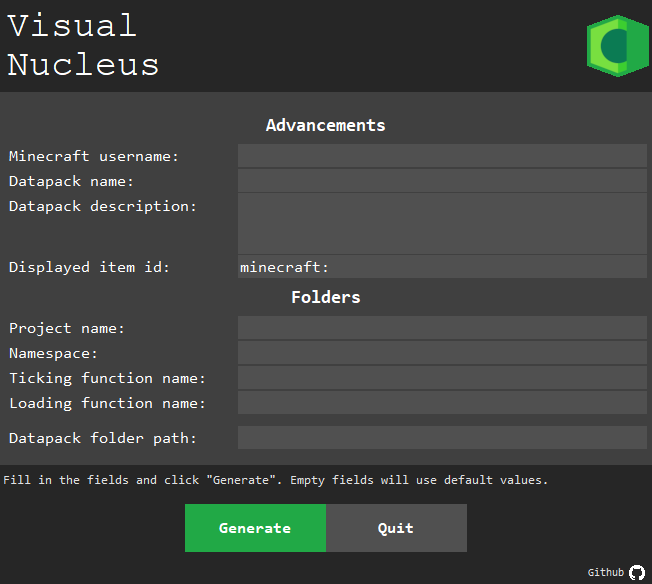 Visual
Nucleus
Advancements
Minecraft username:
Datapack name:
Datapack description:
Displayed item id: minecraft:
Folders
Project name:
Namespace:
Ticking function name:
Loading function name:
Datapack folder path:
Fill in the fields and click "Generate". Empty fields will use default values.
Generate Quit
Github